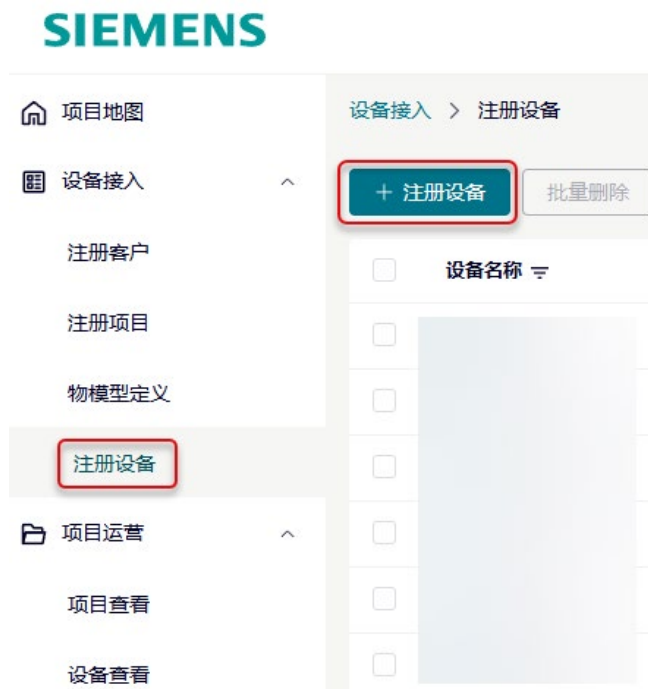 SIEMENS
项目地图
设备接入
注册客户
注册项目
物模型定义
注册设备
项目运营
项目查看
设备查看
设备接入 > 注册设备
+ 注册设备
批量删除
设备名称